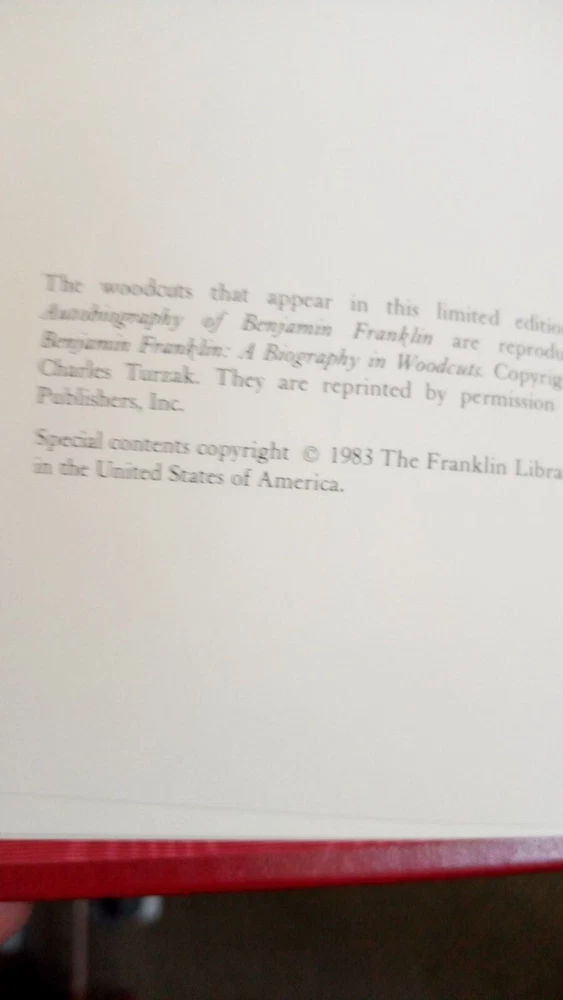 The woodcuts that appear in this limited editio
Autobiography of Benjamin Franklin are reprodu
Benjamin Franklin: A Biography in Woodcuts. Copyrig
Charles Turzak. They are reprinted by permission
Publishers, Inc.
Special contents copyright © 1983 The Franklin Libra
in the United States of America.